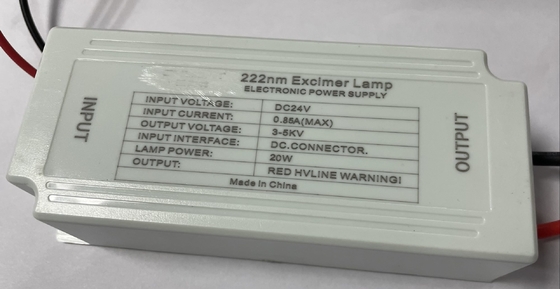 222nm Excimer Lamp
ELECTRONIC POWER SUPPLY
INPUT
INPUT VOLTAGE: DC24V
INPUT CURRENT: 0.85A(MAX)
OUTPUT VOLTAGE: 3-5KV
INPUT INTERFACE: DC.CONNECTOR.
LAMP POWER: 20W
OUTPUT: RED HVLINE WARNING!
Made in China
OUTPUT